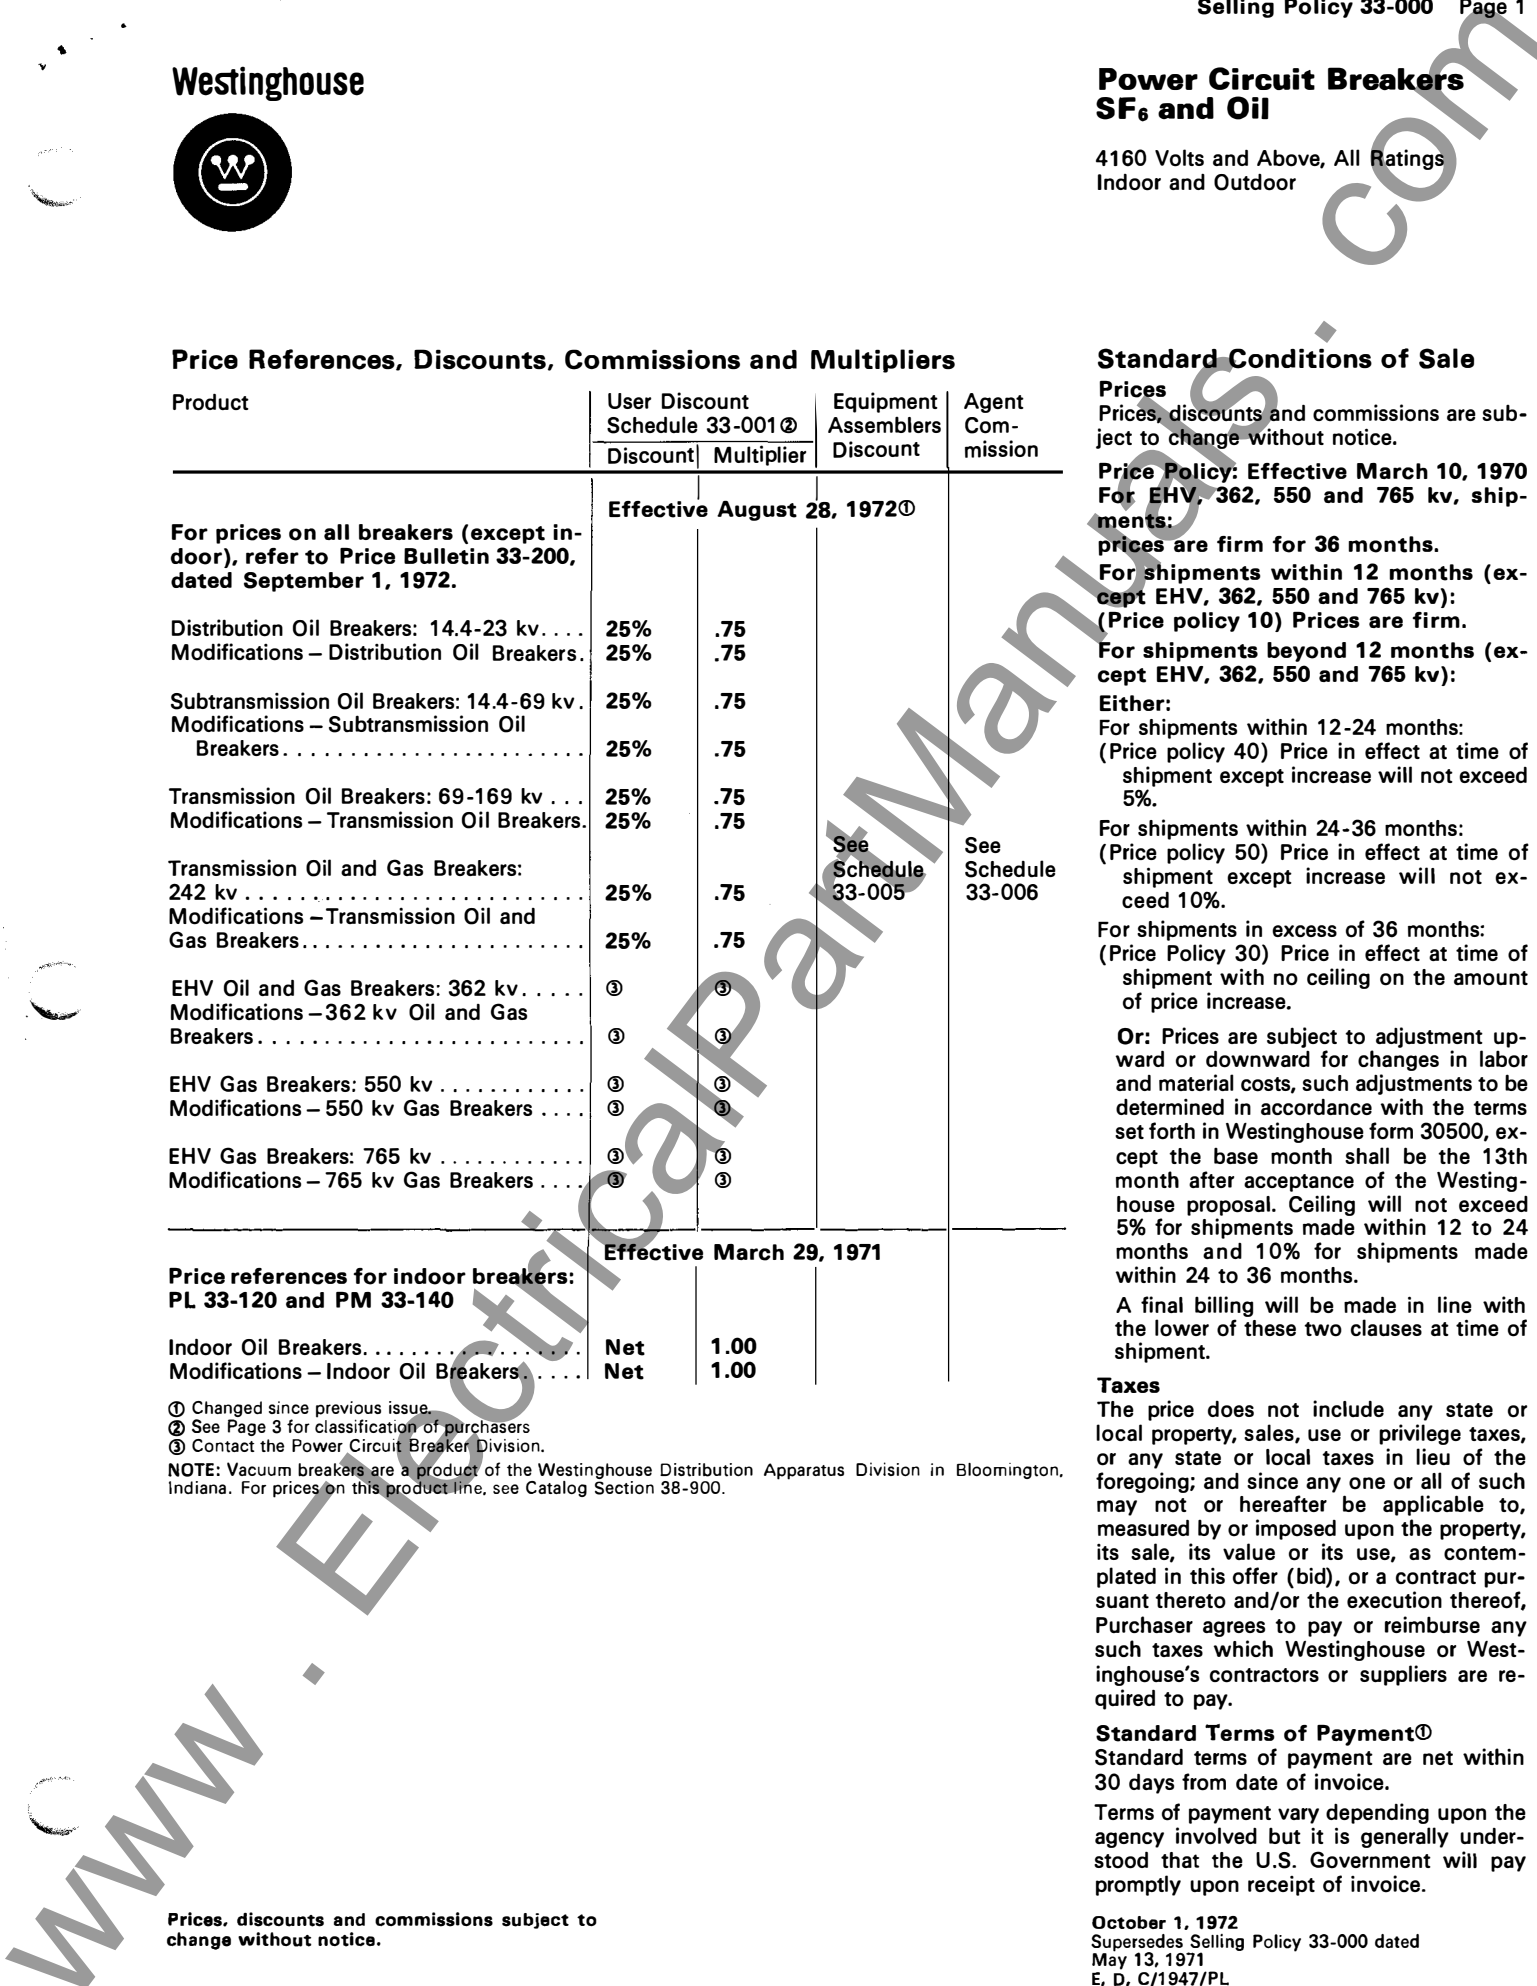 Selling Policy 33-000 Page 1
Westinghouse
W
Power Circuit Breakers
SF₆ and Oil
4160 Volts and Above, All Ratings
Indoor and Outdoor
Price References, Discounts, Commissions and Multipliers
Product
User Discount
Schedule 33-001②
Discount Multiplier
Equipment
Assemblers
Discount
Agent
Com-
mission
Effective August 28, 1972①
For prices on all breakers (except in-
door), refer to Price Bulletin 33-200,
dated September 1, 1972.
Distribution Oil Breakers: 14.4-23 kv.... 25% .75
Modifications – Distribution Oil Breakers. 25% .75
Subtransmission Oil Breakers: 14.4-69 kv. 25% .75
Modifications – Subtransmission Oil
Breakers....................... 25% .75
Transmission Oil Breakers: 69-169 kv ... 25% .75
Modifications – Transmission Oil Breakers. 25% .75
See
Schedule
33-005
See
Schedule
33-006
Transmission Oil and Gas Breakers:
242 kv .......................... 25% .75
Modifications – Transmission Oil and
Gas Breakers...................... 25% .75
EHV Oil and Gas Breakers: 362 kv..... ③ ③
Modifications – 362 kv Oil and Gas
Breakers......................... ③ ③
EHV Gas Breakers: 550 kv ........... ③ ③
Modifications – 550 kv Gas Breakers .... ③ ③
EHV Gas Breakers: 765 kv ........... ③ ③
Modifications – 765 kv Gas Breakers .... ③ ③
Effective March 29, 1971
Price references for indoor breakers:
PL 33-120 and PM 33-140
Indoor Oil Breakers................. Net 1.00
Modifications – Indoor Oil Breakers..... Net 1.00
① Changed since previous issue.
② See Page 3 for classification of purchasers
③ Contact the Power Circuit Breaker Division.
NOTE: Vacuum breakers are a product of the Westinghouse Distribution Apparatus Division in Bloomington,
Indiana. For prices on this product line, see Catalog Section 38-900.
Prices, discounts and commissions subject to
change without notice.
Standard Conditions of Sale
Prices
Prices, discounts and commissions are sub-
ject to change without notice.
Price Policy: Effective March 10, 1970
For EHV, 362, 550 and 765 kv, ship-
ments:
prices are firm for 36 months.
For shipments within 12 months (ex-
cept EHV, 362, 550 and 765 kv):
(Price policy 10) Prices are firm.
For shipments beyond 12 months (ex-
cept EHV, 362, 550 and 765 kv):
Either:
For shipments within 12-24 months:
(Price policy 40) Price in effect at time of
shipment except increase will not exceed
5%.
For shipments within 24-36 months:
(Price policy 50) Price in effect at time of
shipment except increase will not ex-
ceed 10%.
For shipments in excess of 36 months:
(Price Policy 30) Price in effect at time of
shipment with no ceiling on the amount
of price increase.
Or: Prices are subject to adjustment up-
ward or downward for changes in labor
and material costs, such adjustments to be
determined in accordance with the terms
set forth in Westinghouse form 30500, ex-
cept the base month shall be the 13th
month after acceptance of the Westing-
house proposal. Ceiling will not exceed
5% for shipments made within 12 to 24
months and 10% for shipments made
within 24 to 36 months.
A final billing will be made in line with
the lower of these two clauses at time of
shipment.
Taxes
The price does not include any state or
local property, sales, use or privilege taxes,
or any state or local taxes in lieu of the
foregoing; and since any one or all of such
may not or hereafter be applicable to,
measured by or imposed upon the property,
its sale, its value or its use, as contem-
plated in this offer (bid), or a contract pur-
suant thereto and/or the execution thereof,
Purchaser agrees to pay or reimburse any
such taxes which Westinghouse or West-
inghouse's contractors or suppliers are re-
quired to pay.
Standard Terms of Payment①
Standard terms of payment are net within
30 days from date of invoice.
Terms of payment vary depending upon the
agency involved but it is generally under-
stood that the U.S. Government will pay
promptly upon receipt of invoice.
October 1, 1972
Supersedes Selling Policy 33-000 dated
May 13, 1971
E, D, C/1947/PL
www.ElectricalPartManuals.com